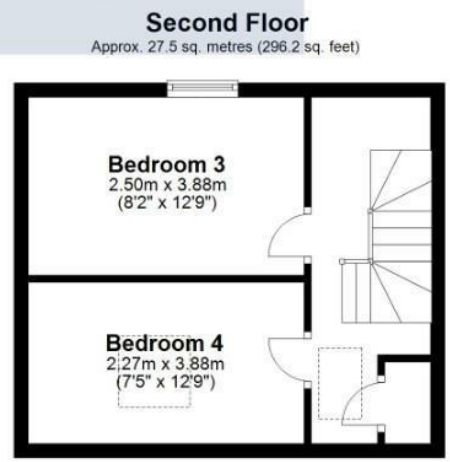 Second Floor
Approx. 27.5 sq. metres (296.2 sq. feet)
Bedroom 3
2.50m x 3.88m
(8'2" x 12'9")
Bedroom 4
2.27m x 3.88m
(7'5" x 12'9")